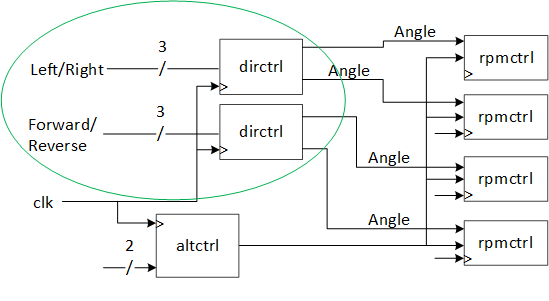 3
Left/Right
dirctrl
Angle
rpmctrl
Angle
3
Forward/
Reverse
dirctrl
rpmctrl
Angle
rpmctrl
clk
Angle
2
altctrl
rpmctrl